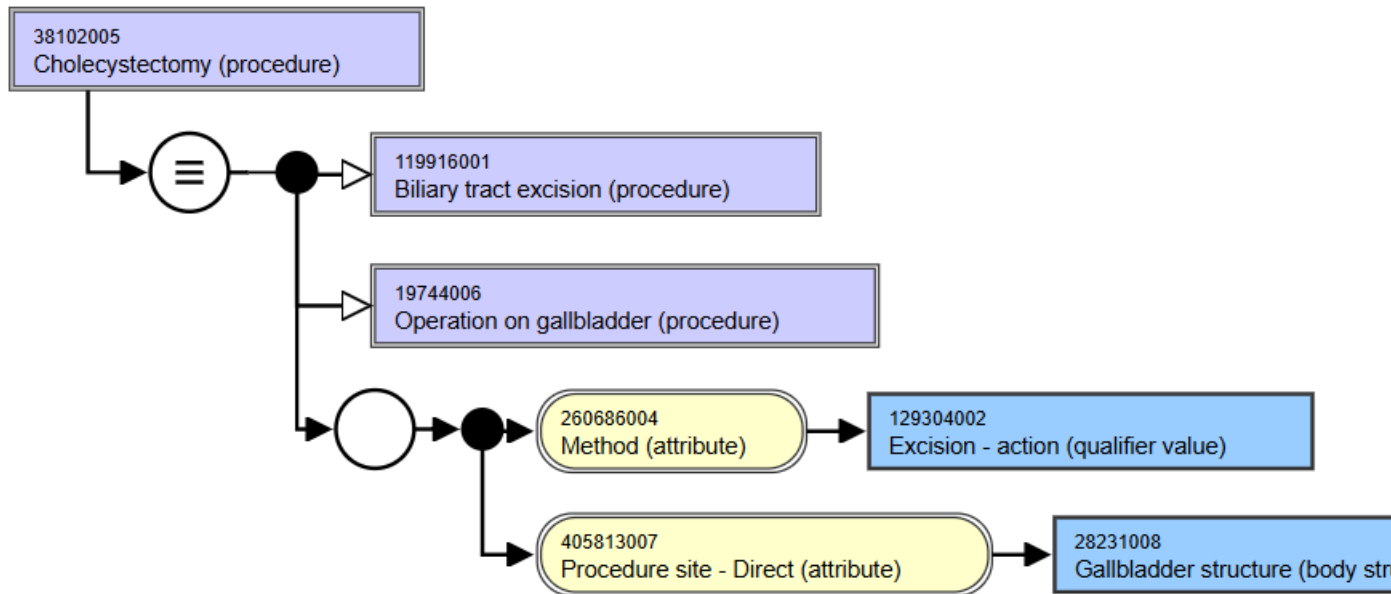 38102005
Cholecystectomy (procedure)
119916001
Biliary tract excision (procedure)
19744006
Operation on gallbladder (procedure)
260686004
Method (attribute)
129304002
Excision - action (qualifier value)
405813007
Procedure site - Direct (attribute)
28231008
Gallbladder structure (body